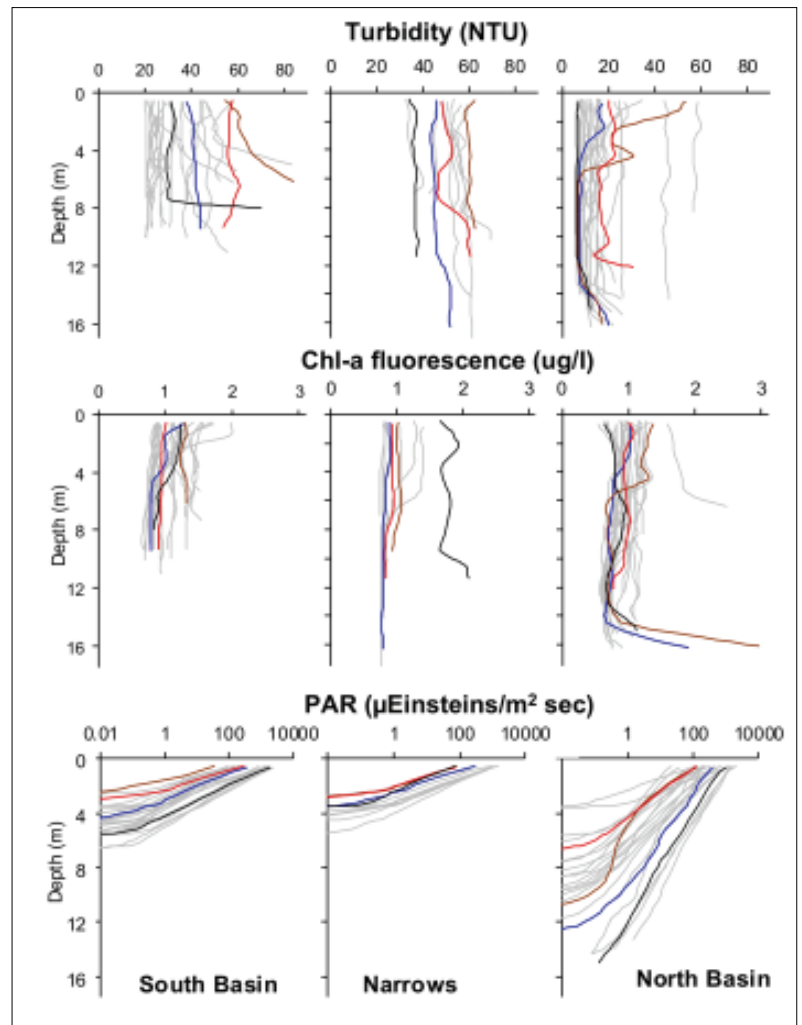 Turbidity (NTU)
0 20 40 60 80
0 20 40 60 80
0 20 40 60 80
0
4
8
12
16
Depth (m)
Chl-a fluorescence (ug/l)
0 1 2 3
0 1 2 3
0 1 2 3
0
4
8
12
16
Depth (m)
PAR (µEinsteins/m² sec)
0.01 1 100 10000
1 100 10000
1 100 10000
0
4
8
12
16
Depth (m)
South Basin
Narrows
North Basin